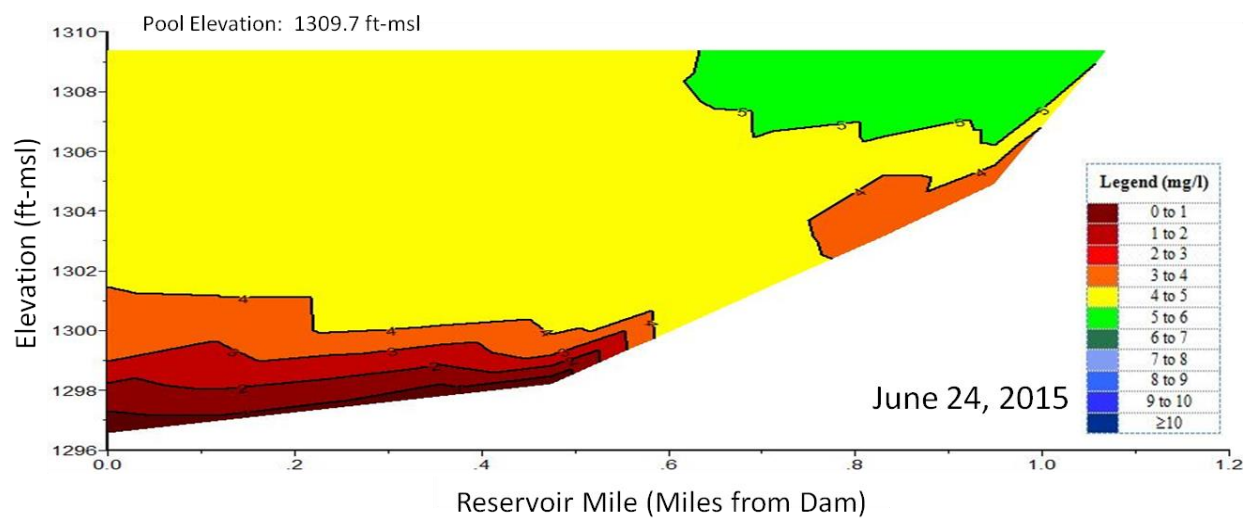 Pool Elevation: 1309.7 ft-msl
1310
1308
1306
1304
1302
1300
1298
1296
Elevation (ft-msl)
5
5
5
5
4
4
4
4
4
4
3
3
3
2
2
2
Legend (mg/l)
0 to 1
1 to 2
2 to 3
3 to 4
4 to 5
5 to 6
6 to 7
7 to 8
8 to 9
9 to 10
≥10
June 24, 2015
0.0 .2 .4 .6 .8 1.0 1.2
Reservoir Mile (Miles from Dam)